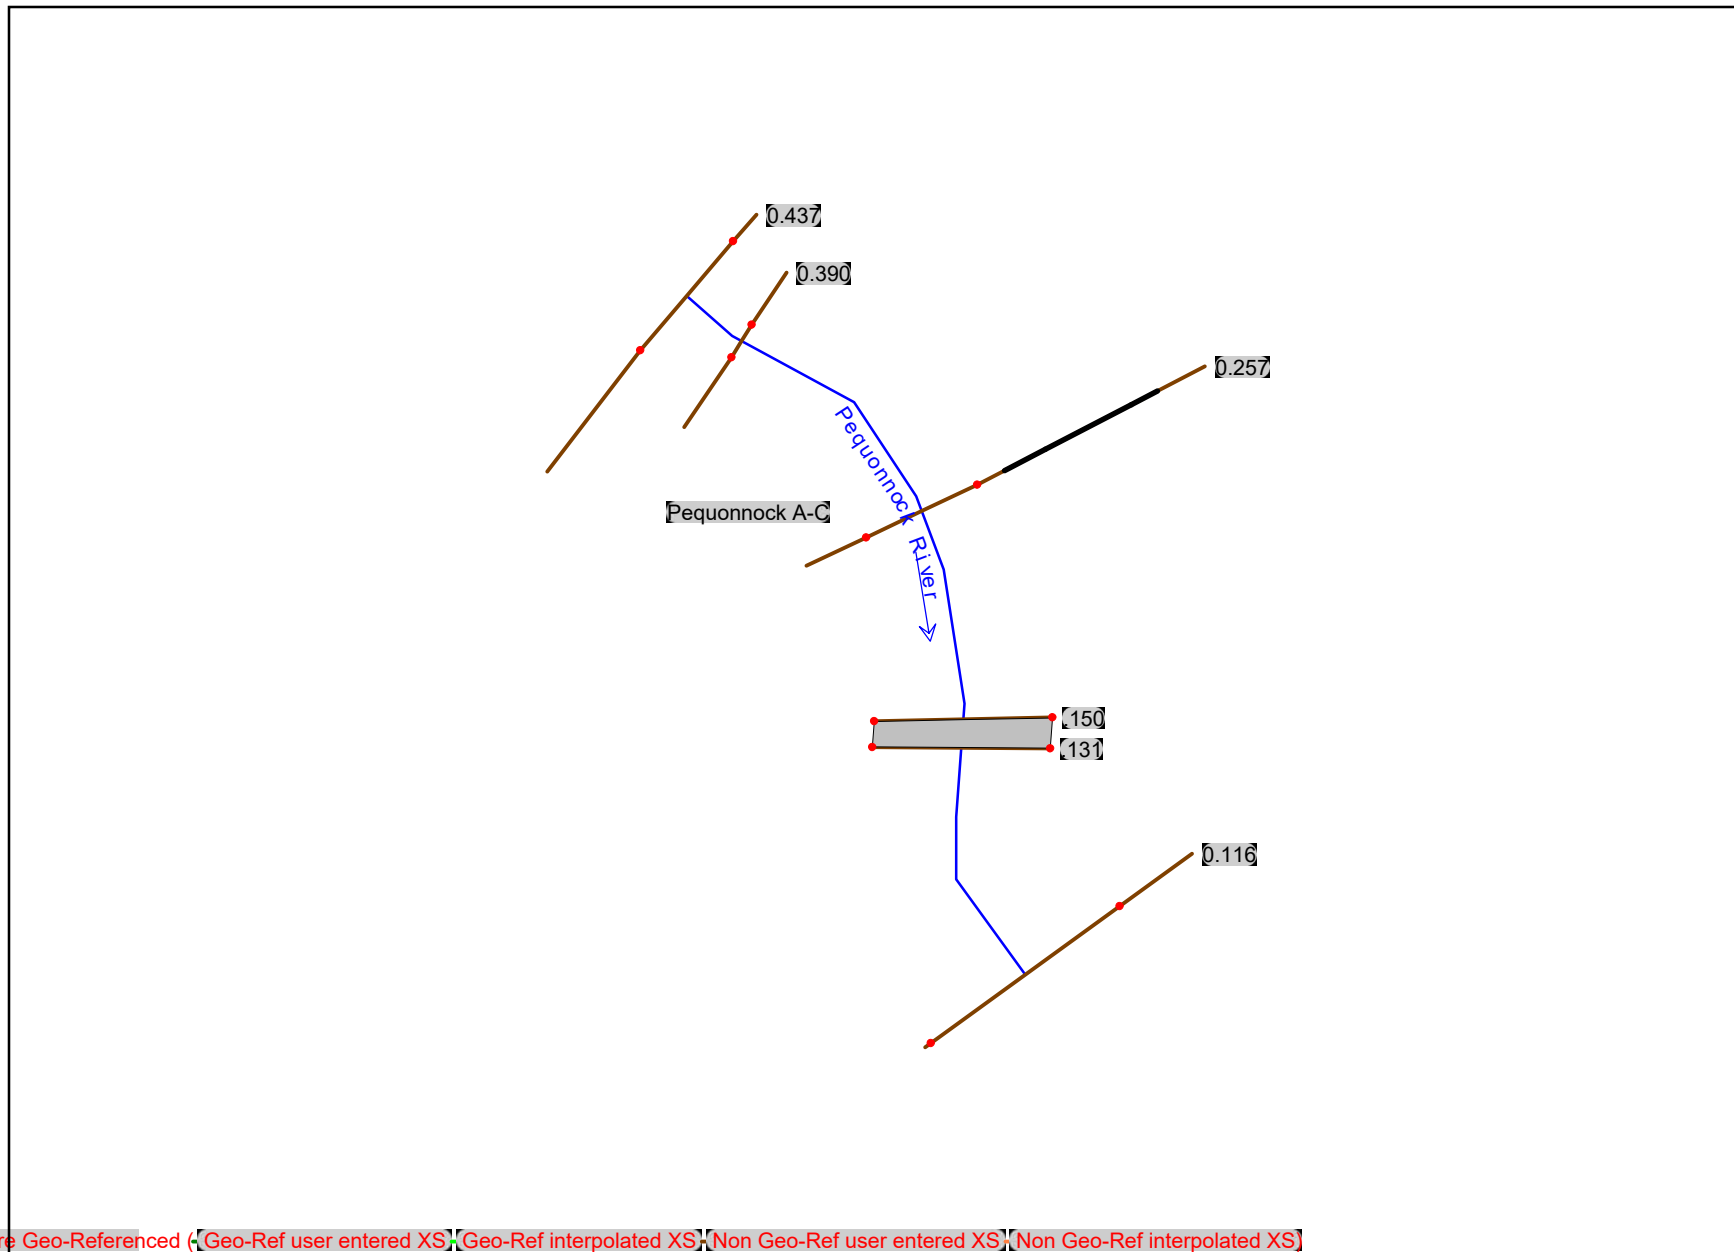 0.437
0.390
0.257
Pequonnock River
Pequonnock A-C
.150
.131
0.116
re Geo-Referenced ( Geo-Ref user entered XS Geo-Ref interpolated XS Non Geo-Ref user entered XS Non Geo-Ref interpolated XS)